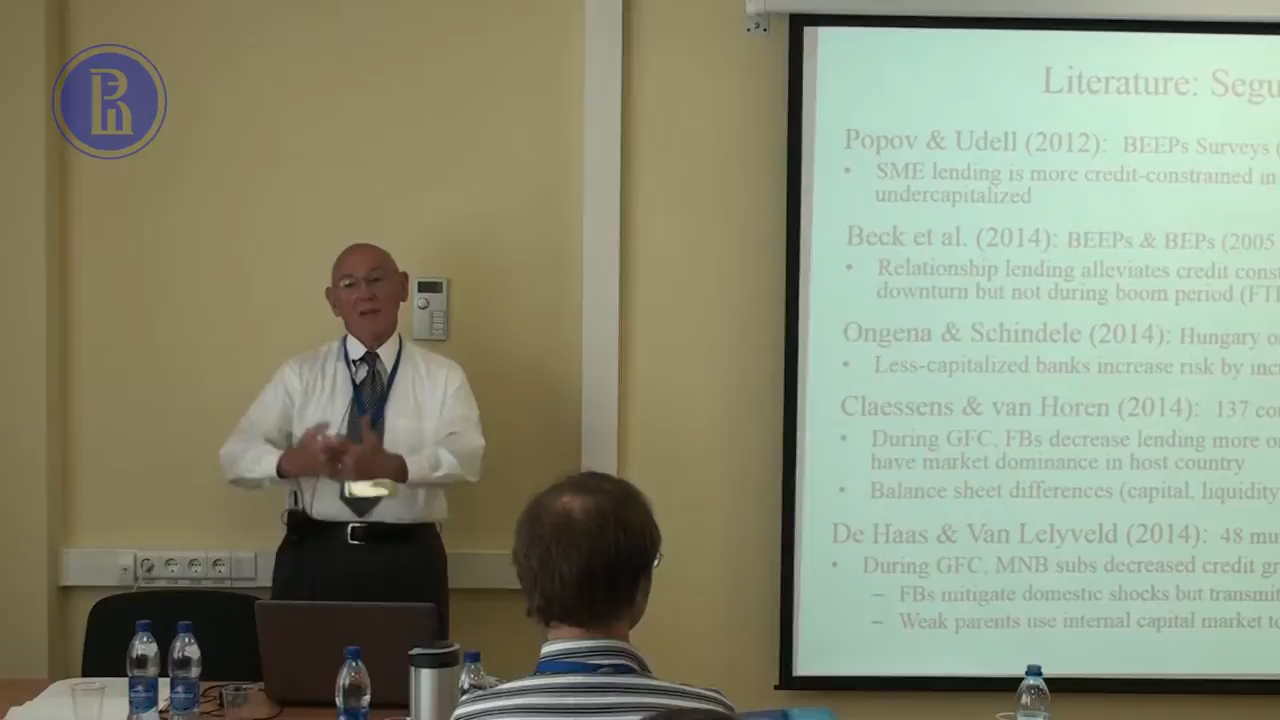 Literature: Segu
Popov & Udell (2012): BEEPs Surveys (
• SME lending is more credit-constrained in
undercapitalized
Beck et al. (2014): BEEPs & BEPs (2005
• Relationship lending alleviates credit const
downturn but not during boom period (FTI
Ongena & Schindele (2014): Hungary o
• Less-capitalized banks increase risk by inc
Claessens & van Horen (2014): 137 co
• During GFC, FBs decrease lending more o
have market dominance in host country
• Balance sheet differences (capital, liquidity,
De Haas & Van Lelyveld (2014): 48 mu
• During GFC, MNB subs decreased credit gr
– FBs mitigate domestic shocks but transmit
– Weak parents use internal capital market to